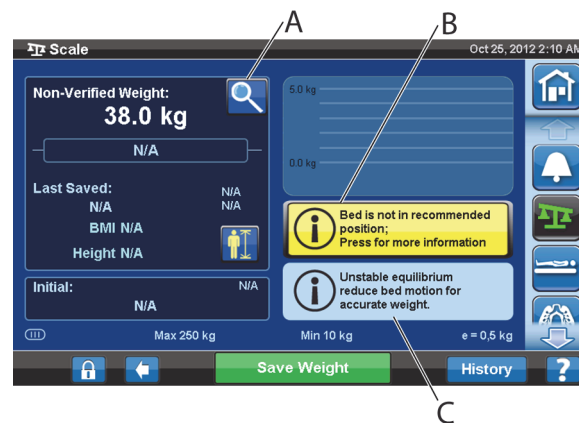 A
B
Scale
Oct 25, 2012 2:10 AM
Non-Verified Weight:
38.0 kg
N/A
Last Saved:
N/A
N/A
N/A
BMI N/A
Height N/A
Initial:
N/A
N/A
5.0 kg
0.0 kg
Bed is not in recommended
position;
Press for more information
Unstable equilibrium
reduce bed motion for
accurate weight.
III
Max 250 kg
Min 10 kg
e = 0,5 kg
Save Weight
History
?
C